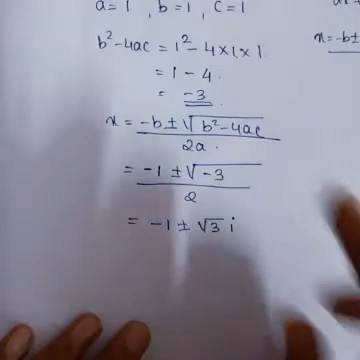 a = 1 , b = 1 , c = 1
b² - 4ac = 1² - 4 x 1 x 1
= 1 - 4
= -3
x = -b ± √b² - 4ac / 2a .
= -1 ± √-3 / 2
= -1 ± √3 i
x = -b ±